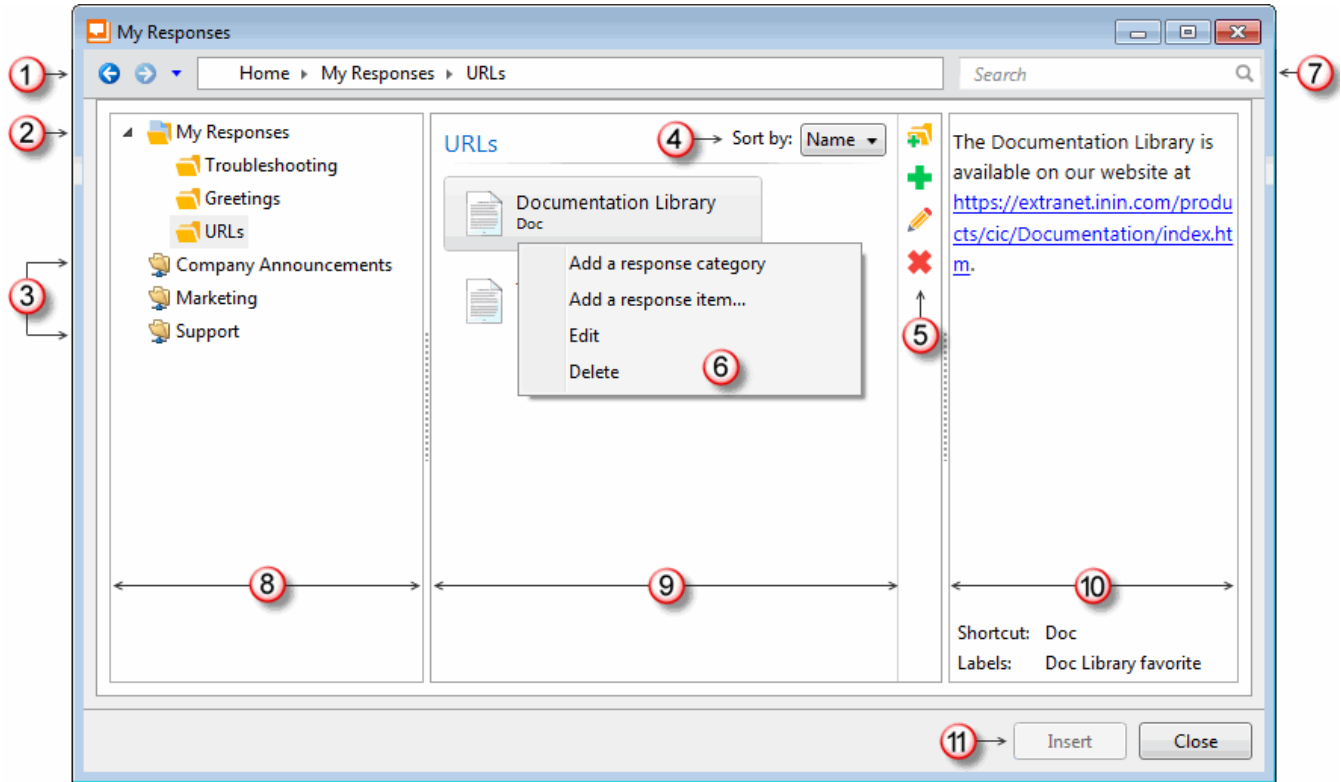 My Responses
1
Home ▸ My Responses ▸ URLs
Search
7
2
My Responses
Troubleshooting
Greetings
URLs
3
Company Announcements
Marketing
Support
8
URLs
4
Sort by: Name
Documentation Library
Doc
Add a response category
Add a response item...
Edit
Delete
6
5
9
The Documentation Library is
available on our website at
https://extranet.inin.com/produ
cts/cic/Documentation/index.ht
m.
10
Shortcut: Doc
Labels: Doc Library favorite
11
Insert
Close